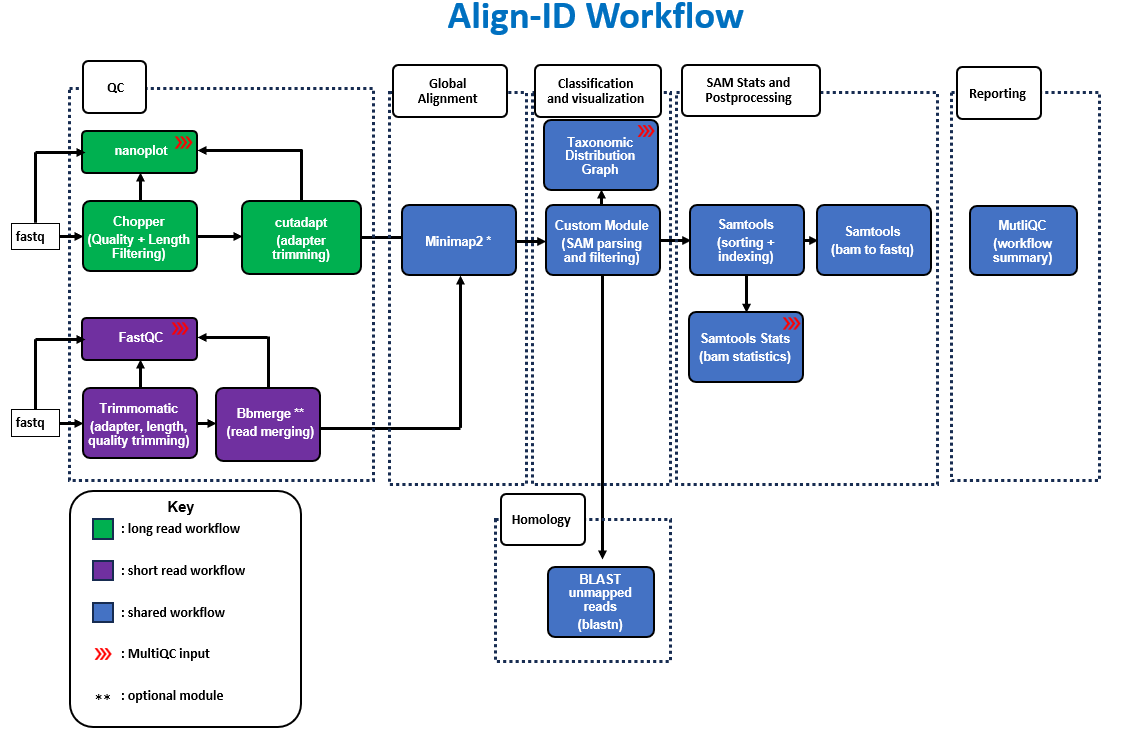 Align-ID Workflow
QC
Global
Alignment
Classification
and visualization
SAM Stats and
Postprocessing
Reporting
nanoplot
Taxonomic
Distribution
Graph
fastq
Chopper
(Quality + Length
Filtering)
cutadapt
(adapter
trimming)
Minimap2 *
Custom Module
(SAM parsing
and filtering)
Samtools
(sorting +
indexing)
Samtools
(bam to fastq)
MutliQC
(workflow
summary)
FastQC
Samtools Stats
(bam statistics)
fastq
Trimmomatic
(adapter, length,
quality trimming)
Bbmerge **
(read merging)
Homology
BLAST
unmapped
reads
(blastn)
Key
: long read workflow
: short read workflow
: shared workflow
: MultiQC input
** : optional module